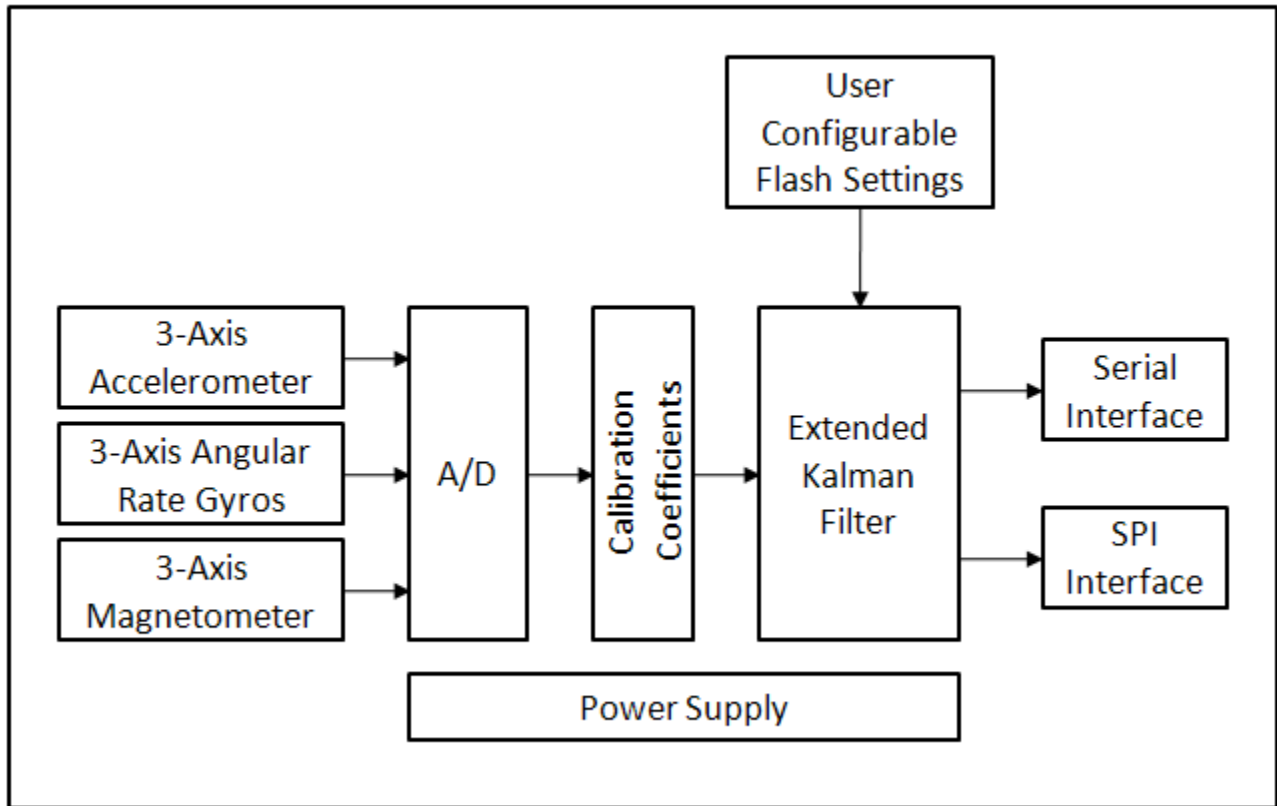 User
Configurable
Flash Settings
3-Axis
Accelerometer
3-Axis Angular
Rate Gyros
3-Axis
Magnetometer
A/D
Calibration
Coefficients
Extended
Kalman
Filter
Serial
Interface
SPI
Interface
Power Supply